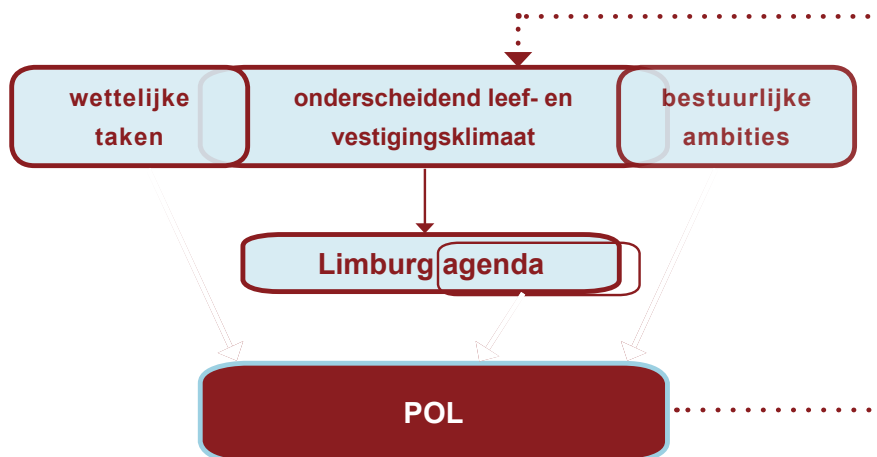 wettelijke
taken
onderscheidend leef- en
vestigingsklimaat
bestuurlijke
ambities
Limburg agenda
POL